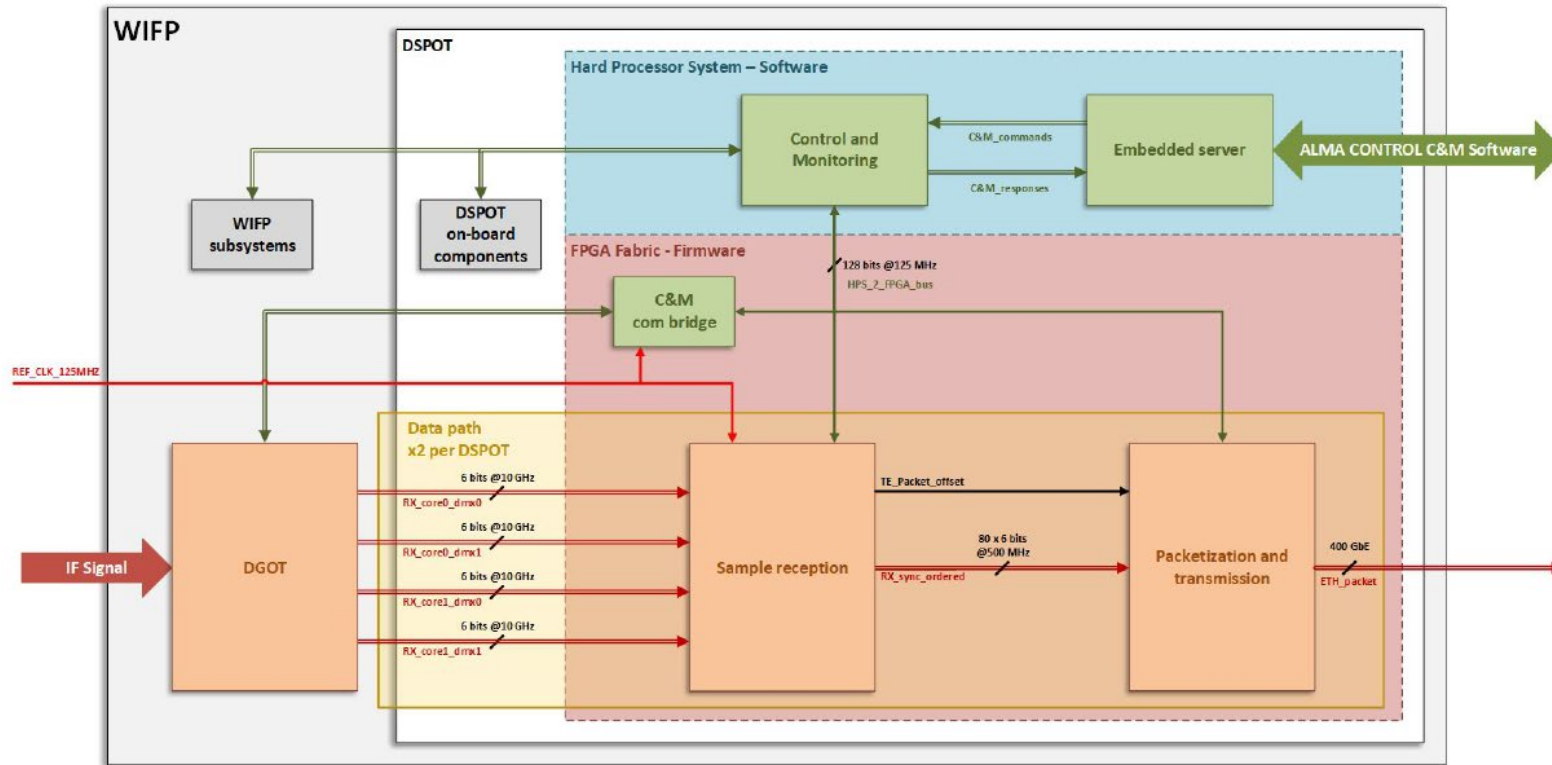 WIFP
DSPOT
Hard Processor System – Software
Control and
Monitoring
C&M_commands
C&M_responses
Embedded server
ALMA CONTROL C&M Software
WIFP
subsystems
DSPOT
on-board
components
FPGA Fabric - Firmware
128 bits @125 MHz
HPS_2_FPGA_bus
C&M
com bridge
REF_CLK_125MHZ
Data path
x2 per DSPOT
6 bits @10 GHz
RX_core0_dmx0
6 bits @10 GHz
RX_core0_dmx1
6 bits @10 GHz
RX_core1_dmx0
6 bits @10 GHz
RX_core1_dmx1
IF Signal
DGOT
Sample reception
TE_Packet_offset
80 x 6 bits
@500 MHz
RX_sync_ordered
Packetization and
transmission
400 GbE
ETH_packet